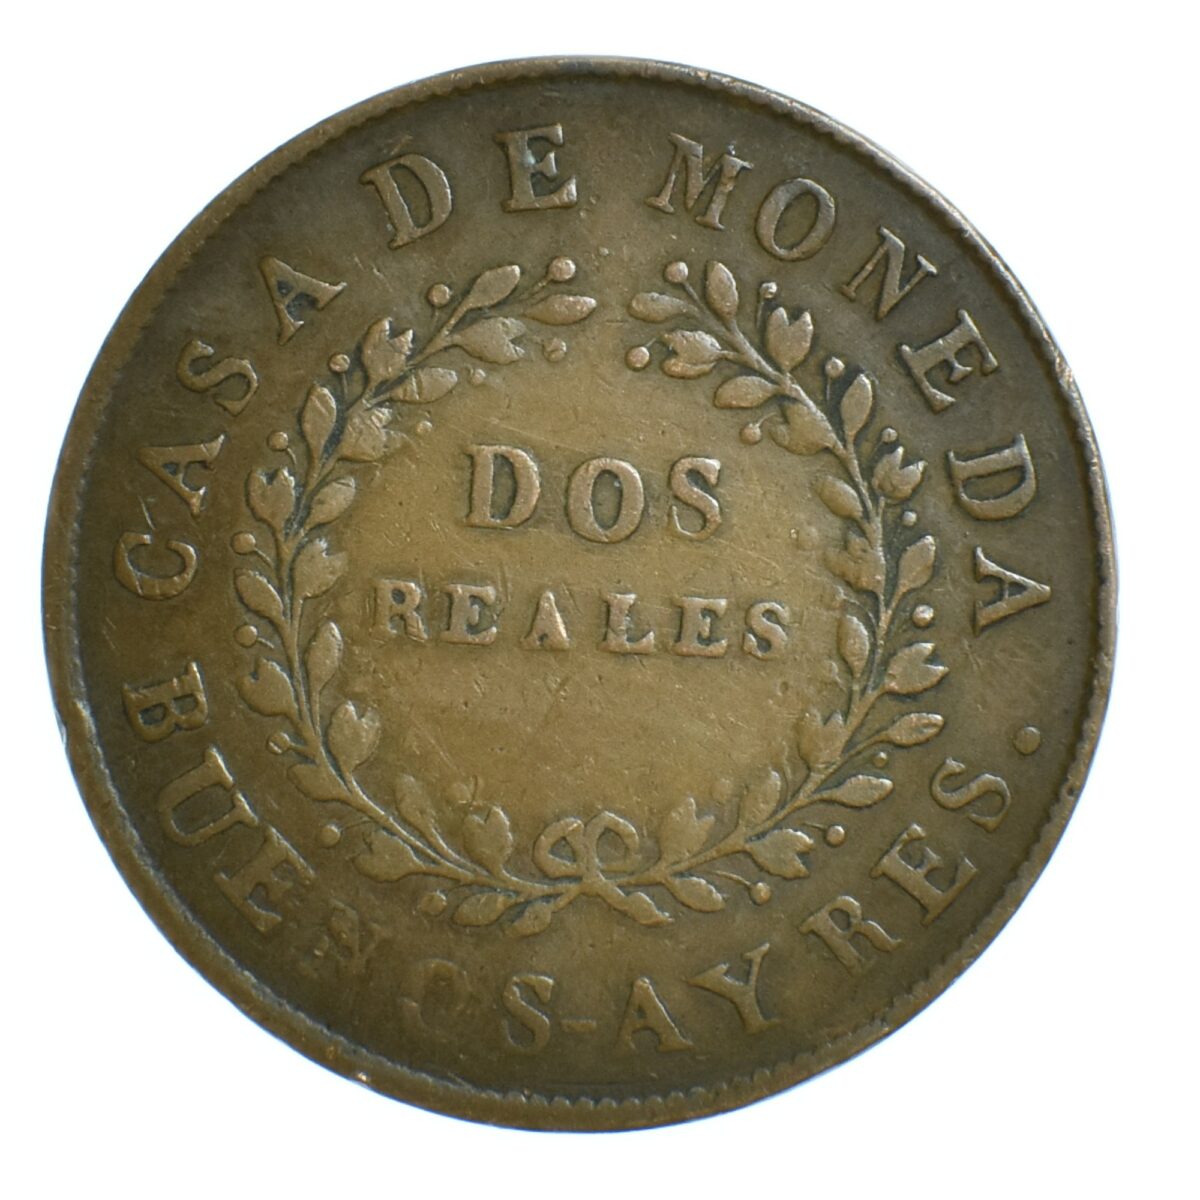 CASA DE MONEDA
BUENOS-AYRES.
DOS
REALES